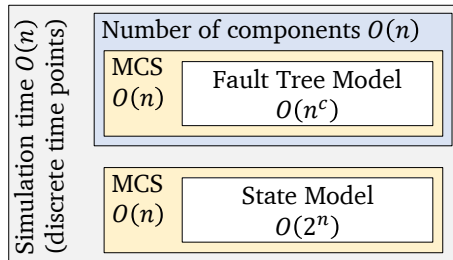 Simulation time O(n)
(discrete time points)
Number of components O(n)
MCS
O(n)
Fault Tree Model
O(n^c)
MCS
O(n)
State Model
O(2^n)